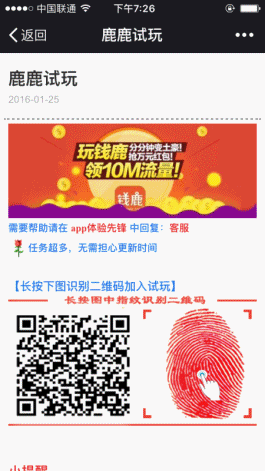 中国联通
下午7:26
返回
鹿鹿试玩
鹿鹿试玩
2016-01-25
玩钱鹿 分分钟变土豪!
抢万元红包!
领10M流量!
钱鹿
需要帮助请在 app体验先锋 中回复：客服
任务超多，无需担心更新时间
【长按下图识别二维码加入试玩】
长按图中指纹识别二维码
小提醒